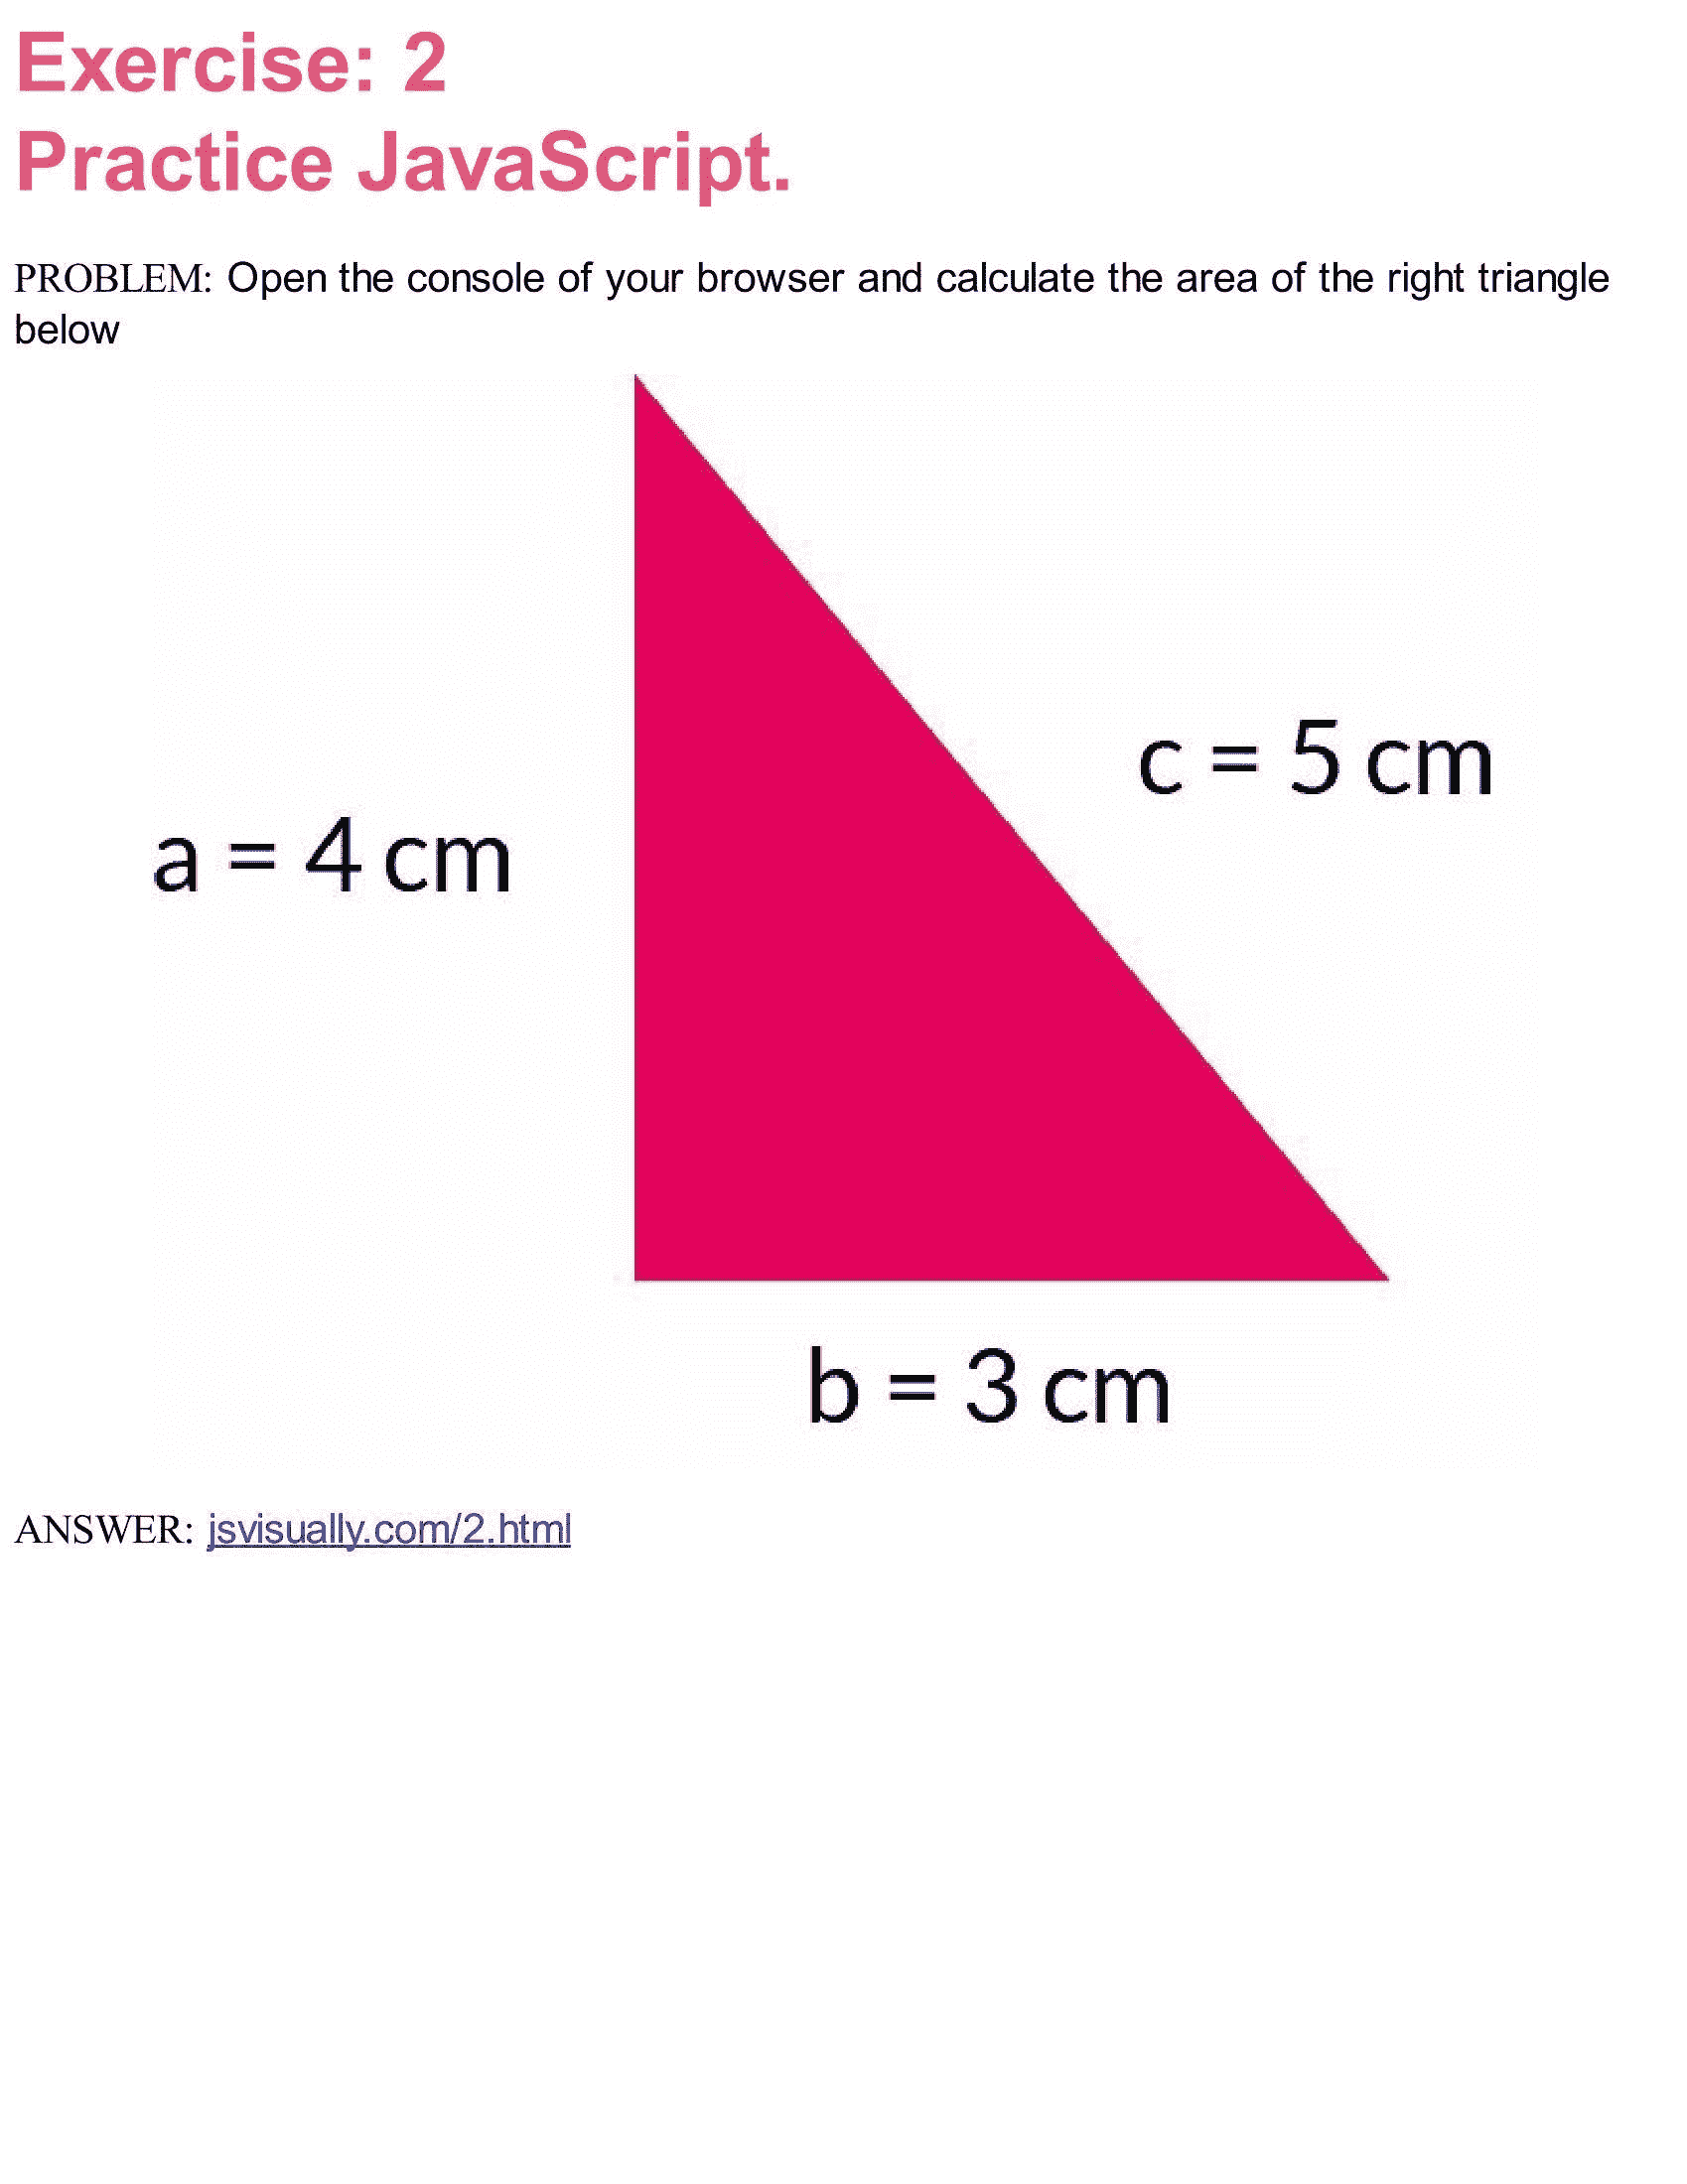 Exercise: 2
Practice JavaScript.
PROBLEM: Open the console of your browser and calculate the area of the right triangle
below
c = 5 cm
a = 4 cm
b = 3 cm
ANSWER: jsvisually.com/2.html